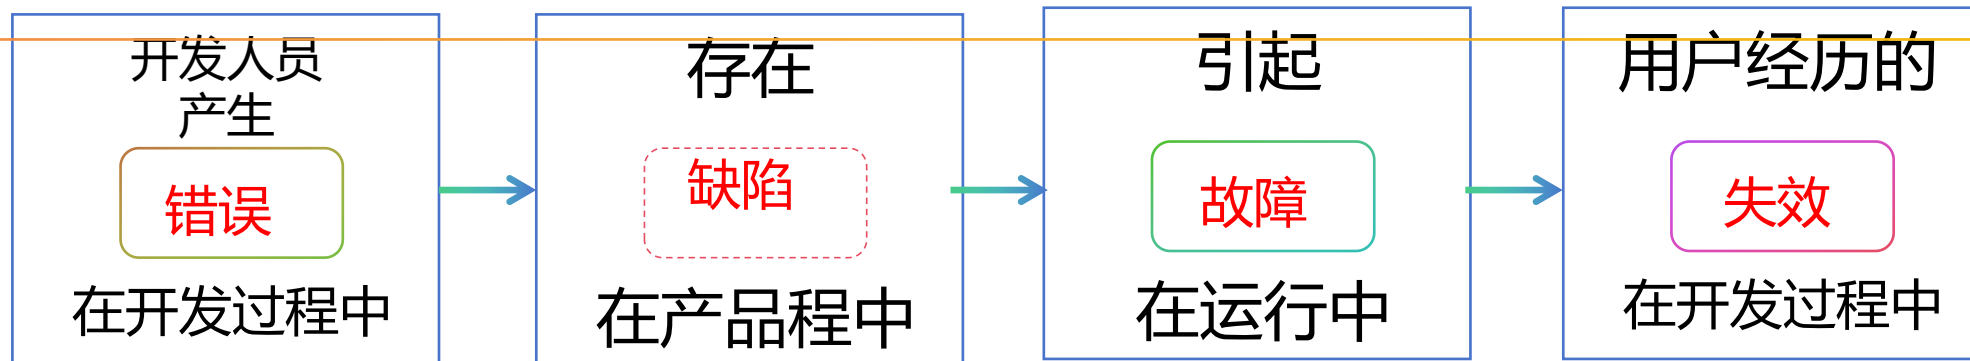 开发人员
产生
错误
在开发过程中
存在
缺陷
在产品程中
引起
故障
在运行中
用户经历的
失效
在开发过程中